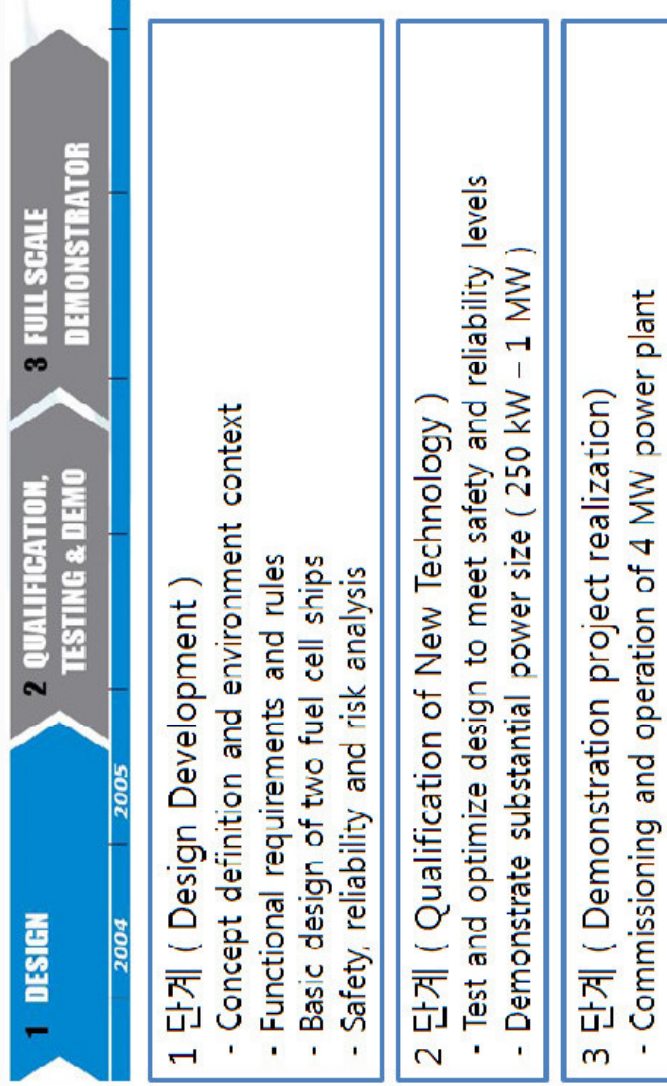 1 DESIGN
2 QUALIFICATION,
TESTING & DEMO
3 FULL SCALE
DEMONSTRATOR
2004
2005
1 단계 ( Design Development )
- Concept definition and environment context
- Functional requirements and rules
- Basic design of two fuel cell ships
- Safety, reliability and risk analysis
2 단계 ( Qualification of New Technology )
- Test and optimize design to meet safety and reliability levels
- Demonstrate substantial power size ( 250 kW – 1 MW )
3 단계 ( Demonstration project realization)
- Commissioning and operation of 4 MW power plant